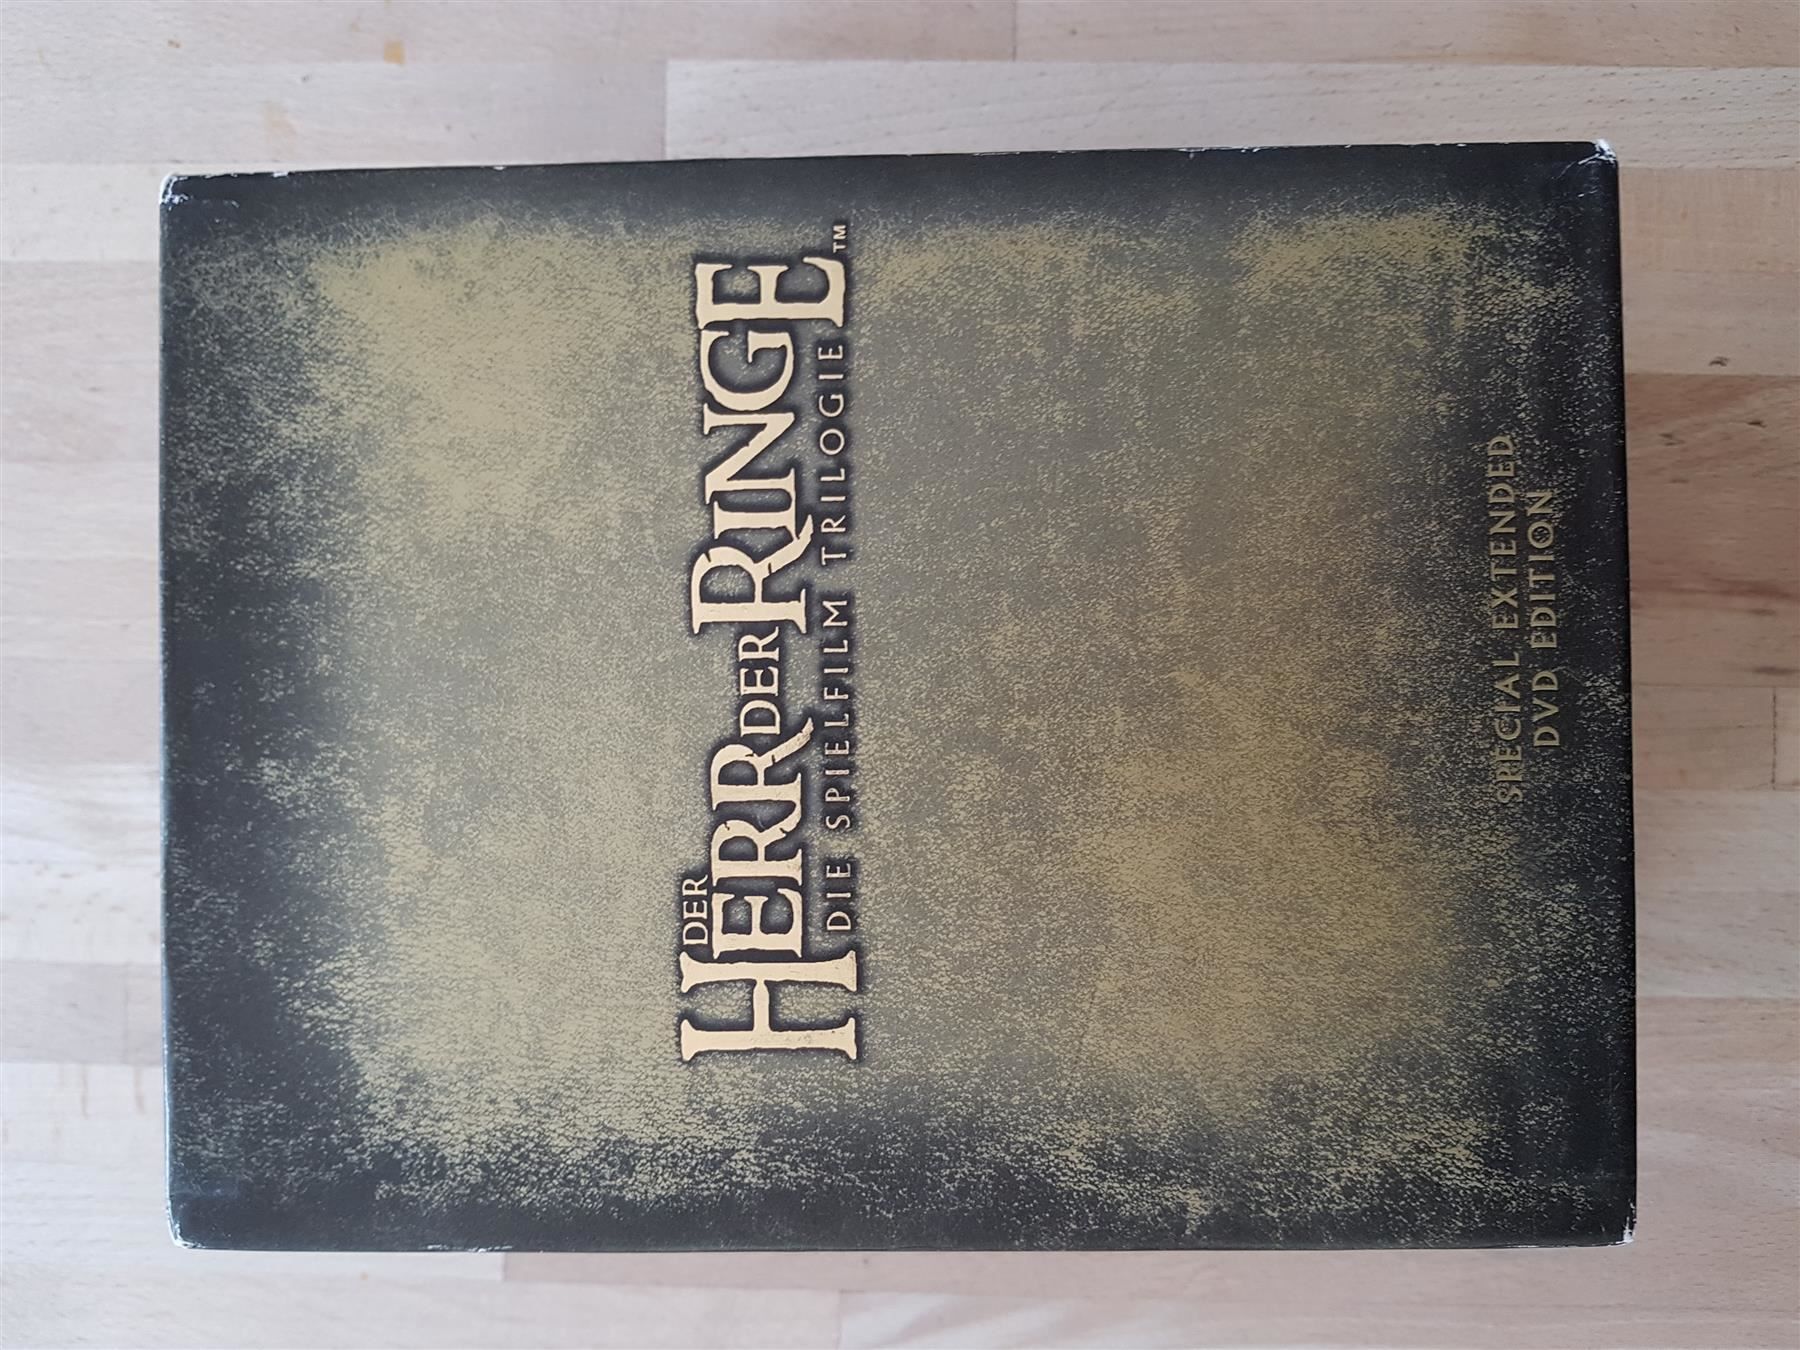 DER
HERR DER RINGE™
DIE SPIELFILM TRILOGIE
SPECIAL EXTENDED
DVD EDITION